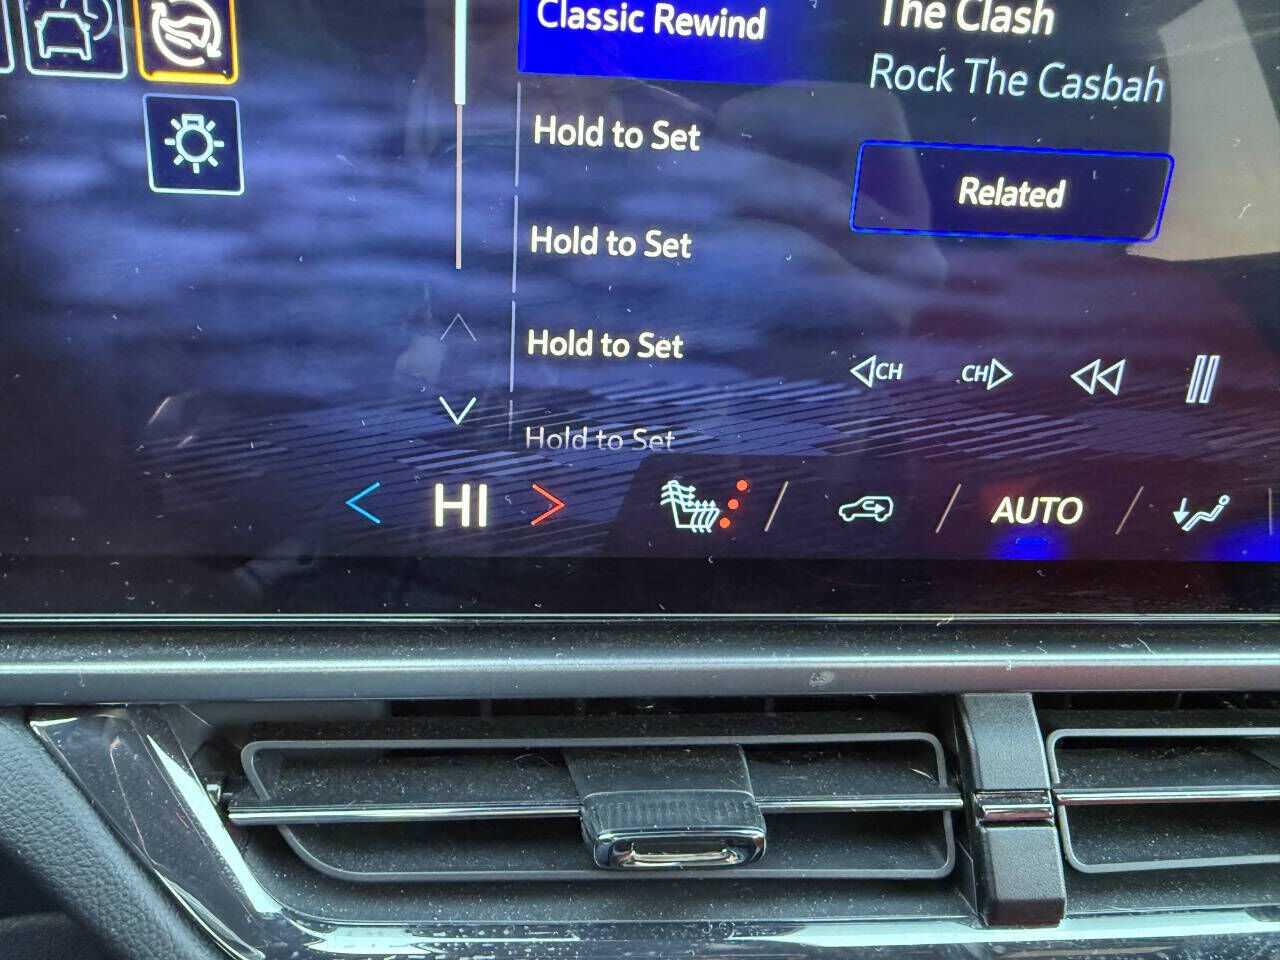 Classic Rewind
The Clash
Rock The Casbah
Hold to Set
Related
Hold to Set
Hold to Set
CH
CH
Hold to Set
HI
AUTO